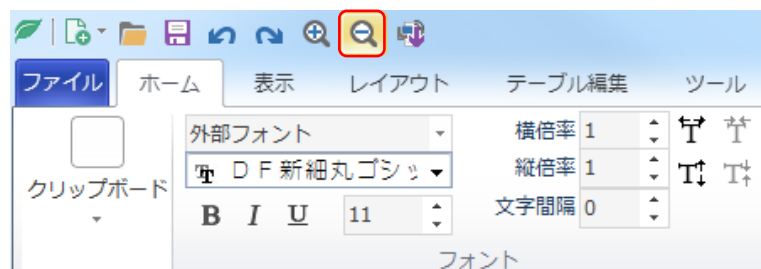 ファイル ホーム 表示 レイアウト テーブル編集 ツール
外部フォント 横倍率 1
ＤＦ新細丸ゴシッ 縦倍率 1
クリップボード
B I U 11 文字間隔 0
フォント